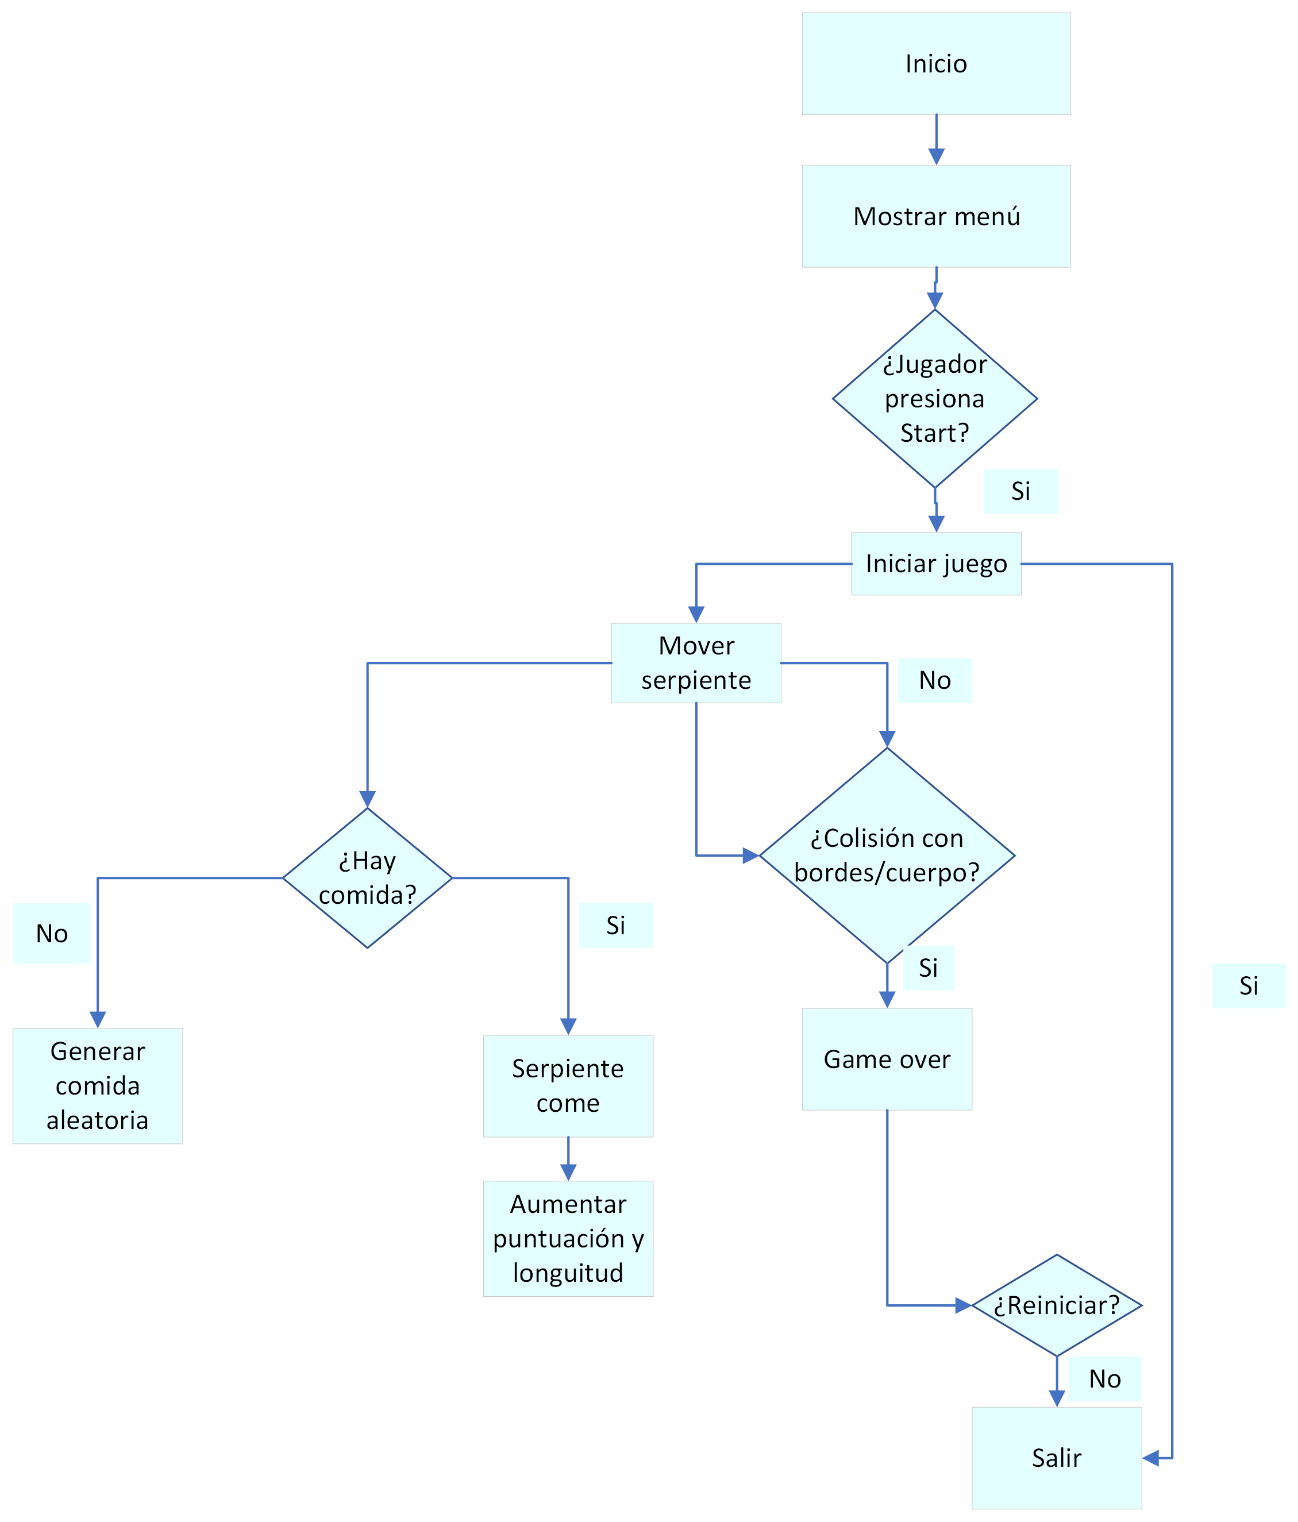 Inicio
Mostrar menú
¿Jugador
presiona
Start?
Si
Iniciar juego
Mover
serpiente
No
¿Colisión con
bordes/cuerpo?
¿Hay
comida?
No
Si
Si
Si
Generar
comida
aleatoria
Serpiente
come
Game over
Aumentar
puntuación y
longuitud
¿Reiniciar?
No
Salir